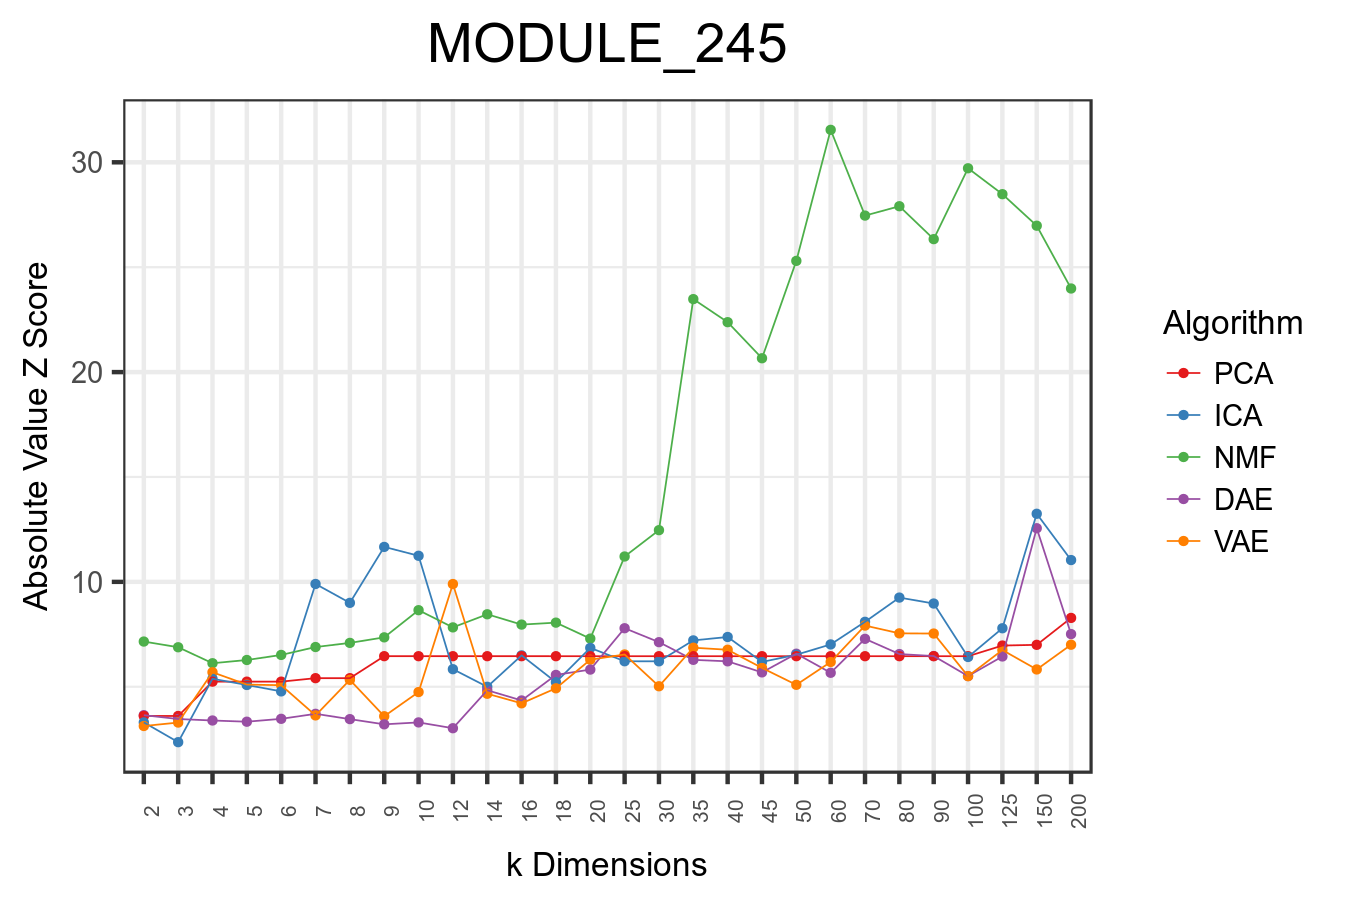 MODULE_245
Absolute Value Z Score
30
20
10
2 3 4 5 6 7 8 9 10 12 14 16 18 20 25 30 35 40 45 50 60 70 80 90 100 125 150 200
k Dimensions
Algorithm
PCA
ICA
NMF
DAE
VAE